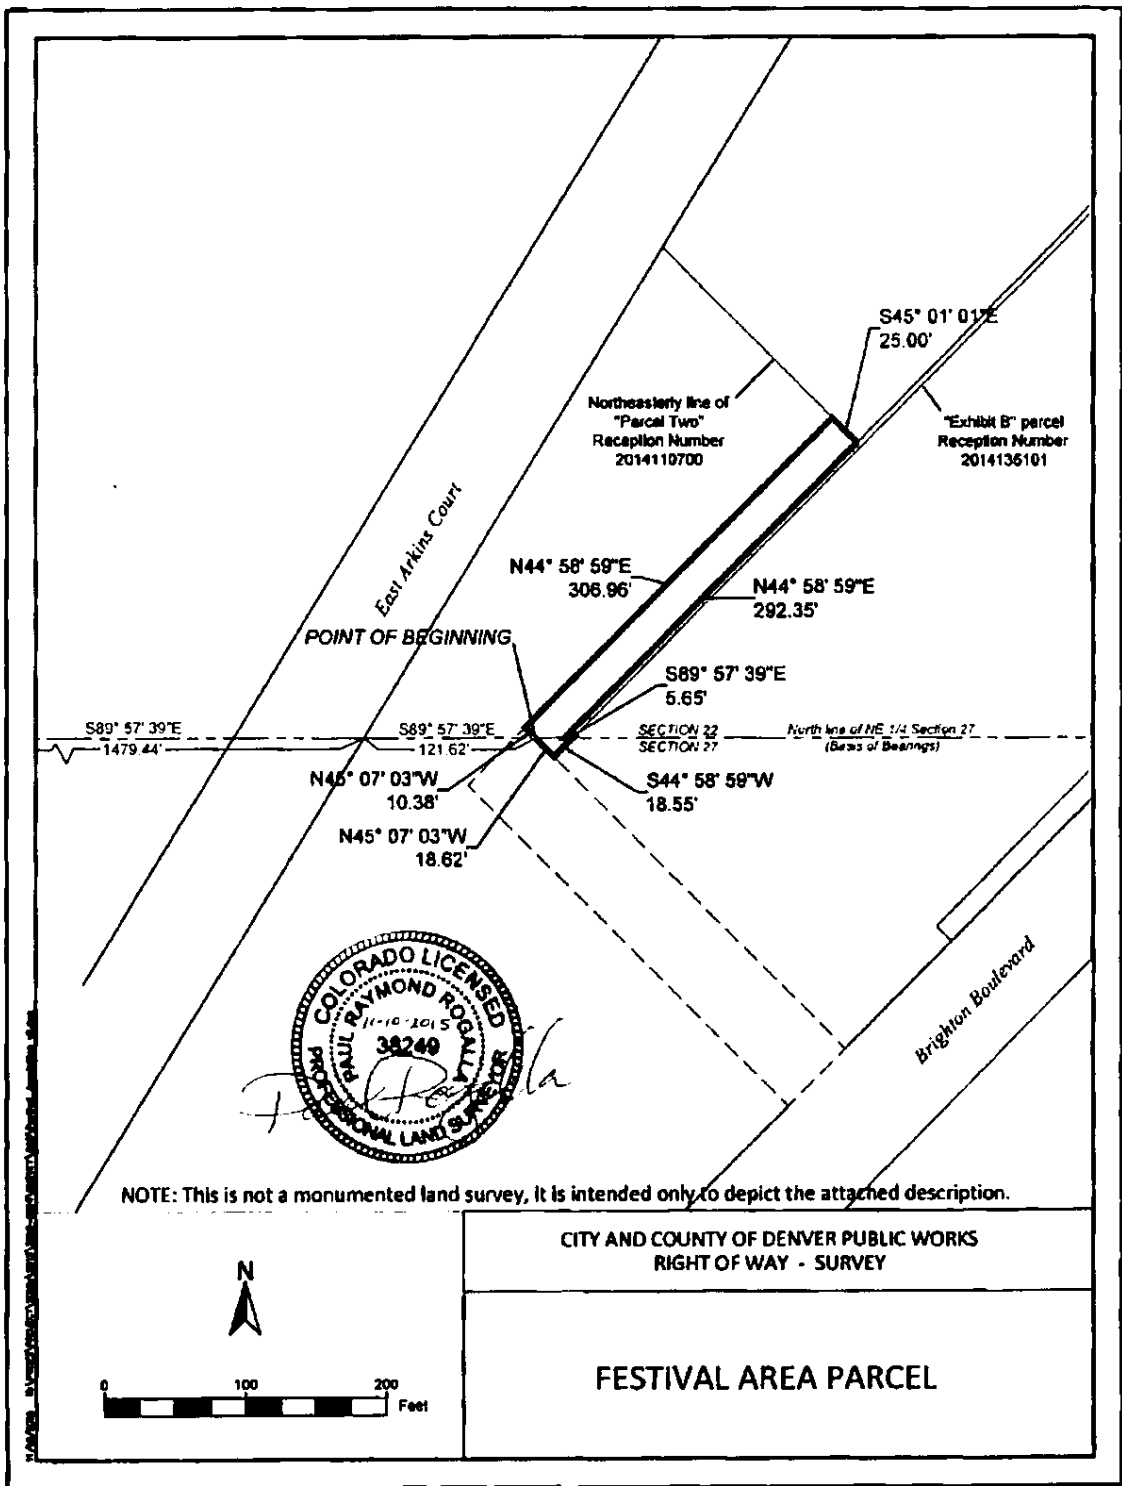 S45° 01' 01"E
25.00'
Northeasterly line of
"Parcel Two"
Reception Number
2014110700
"Exhibit B" parcel
Reception Number
2014135101
East Arkins Court
N44° 58' 59"E
306.96'
N44° 58' 59"E
292.35'
POINT OF BEGINNING
S89° 57' 39"E
5.65'
S89° 57' 39"E
1479.44'
S89° 57' 39"E
121.62'
SECTION 22
SECTION 27
North line of NE 1/4 Section 27
(Basis of Bearings)
N45° 07' 03"W
10.38'
S44° 58' 59"W
18.55'
N45° 07' 03"W
18.62'
Brighton Boulevard
COLORADO LICENSED
PAUL RAYMOND ROGALLA
11-10-2015
38249
PROFESSIONAL LAND SURVEYOR
NOTE: This is not a monumented land survey, it is intended only to depict the attached description.
CITY AND COUNTY OF DENVER PUBLIC WORKS
RIGHT OF WAY - SURVEY
N
0 100 200
Feet
FESTIVAL AREA PARCEL